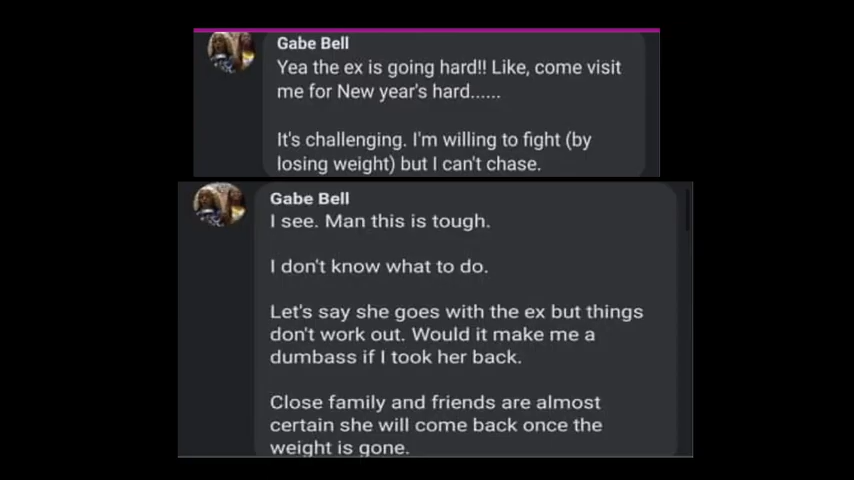 Gabe Bell
Yea the ex is going hard!! Like, come visit
me for New year's hard......
It's challenging. I'm willing to fight (by
losing weight) but I can't chase.
Gabe Bell
I see. Man this is tough.
I don't know what to do.
Let's say she goes with the ex but things
don't work out. Would it make me a
dumbass if I took her back.
Close family and friends are almost
certain she will come back once the
weight is gone.